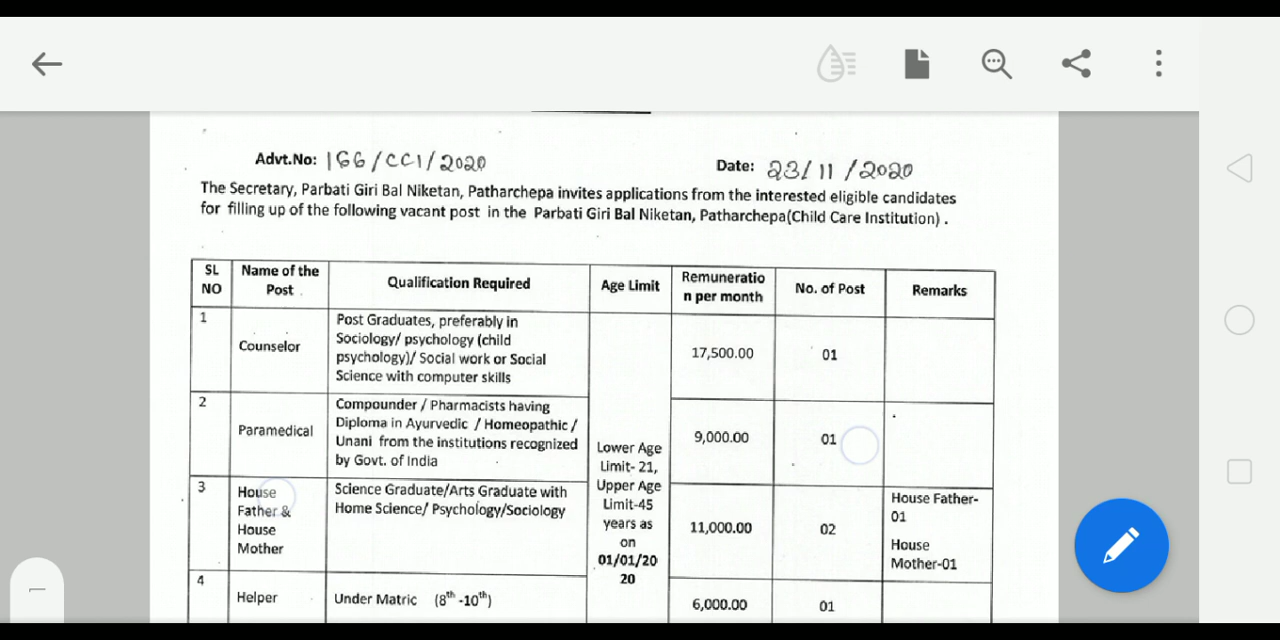 Advt.No: 166/CCI/2020 Date: 23/11/2020
The Secretary, Parbati Giri Bal Niketan, Patharchepa invites applications from the interested eligible candidates
for filling up of the following vacant post in the Parbati Giri Bal Niketan, Patharchepa(Child Care Institution) .
SL
NO
Name of the
Post
Qualification Required
Age Limit
Remuneratio
n per month
No. of Post
Remarks
1
Counselor
Post Graduates, preferably in
Sociology/ psychology (child
psychology)/ Social work or Social
Science with computer skills
17,500.00
01
2
Paramedical
Compounder / Pharmacists having
Diploma in Ayurvedic / Homeopathic /
Unani from the institutions recognized
by Govt. of India
9,000.00
01
Lower Age
Limit- 21,
Upper Age
Limit-45
years as
on
01/01/20
20
3
House
Father &
House
Mother
Science Graduate/Arts Graduate with
Home Science/ Psychology/Sociology
11,000.00
02
House Father-
01
House
Mother-01
4
Helper
Under Matric (8th -10th)
6,000.00
01